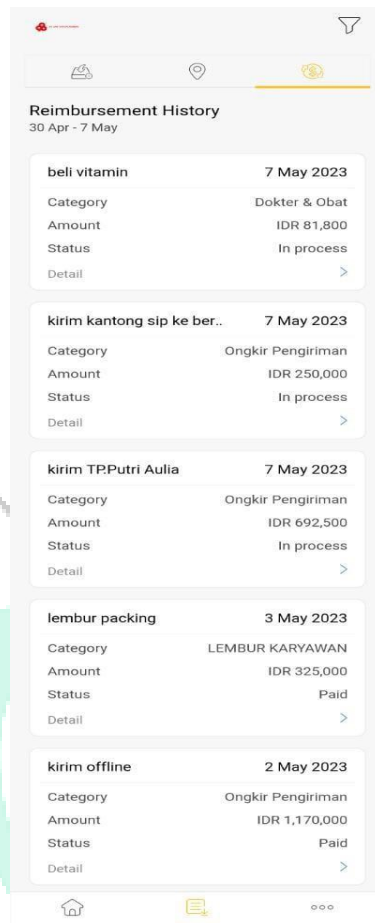 Reimbursement History
30 Apr - 7 May
beli vitamin 7 May 2023
Category Dokter & Obat
Amount IDR 81,800
Status In process
Detail >
kirim kantong sip ke ber.. 7 May 2023
Category Ongkir Pengiriman
Amount IDR 250,000
Status In process
Detail >
kirim TP.Putri Aulia 7 May 2023
Category Ongkir Pengiriman
Amount IDR 692,500
Status In process
Detail >
lembur packing 3 May 2023
Category LEMBUR KARYAWAN
Amount IDR 325,000
Status Paid
Detail >
kirim offline 2 May 2023
Category Ongkir Pengiriman
Amount IDR 1,170,000
Status Paid
Detail >